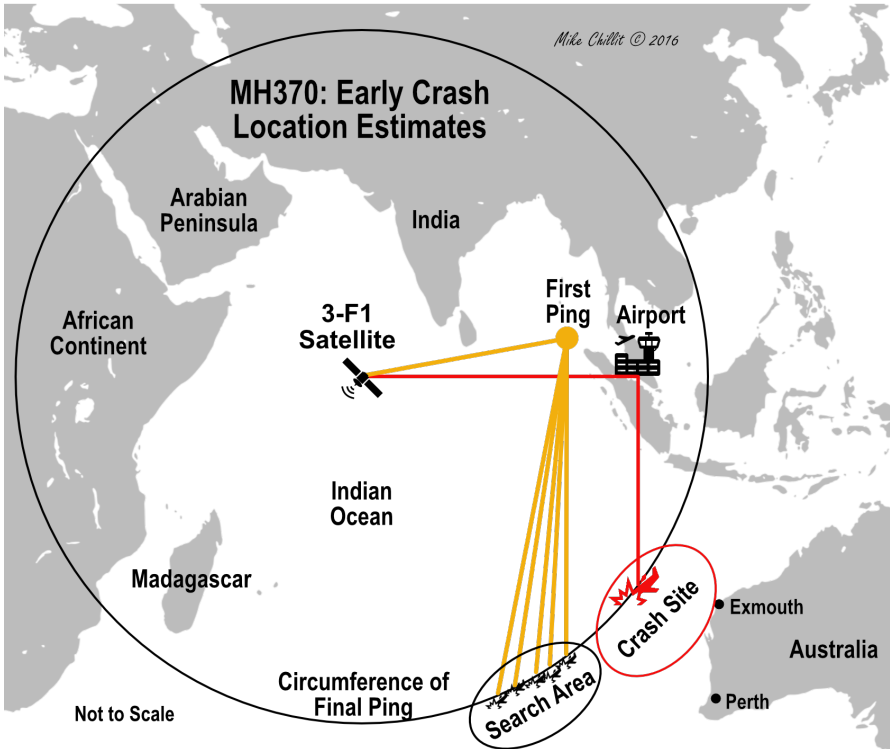 Mike Chillit © 2016
MH370: Early Crash
Location Estimates
Arabian
Peninsula
India
First
Ping
Airport
3-F1
Satellite
African
Continent
Indian
Ocean
Madagascar
Crash Site
Exmouth
Australia
Circumference of
Final Ping
Search Area
Perth
Not to Scale